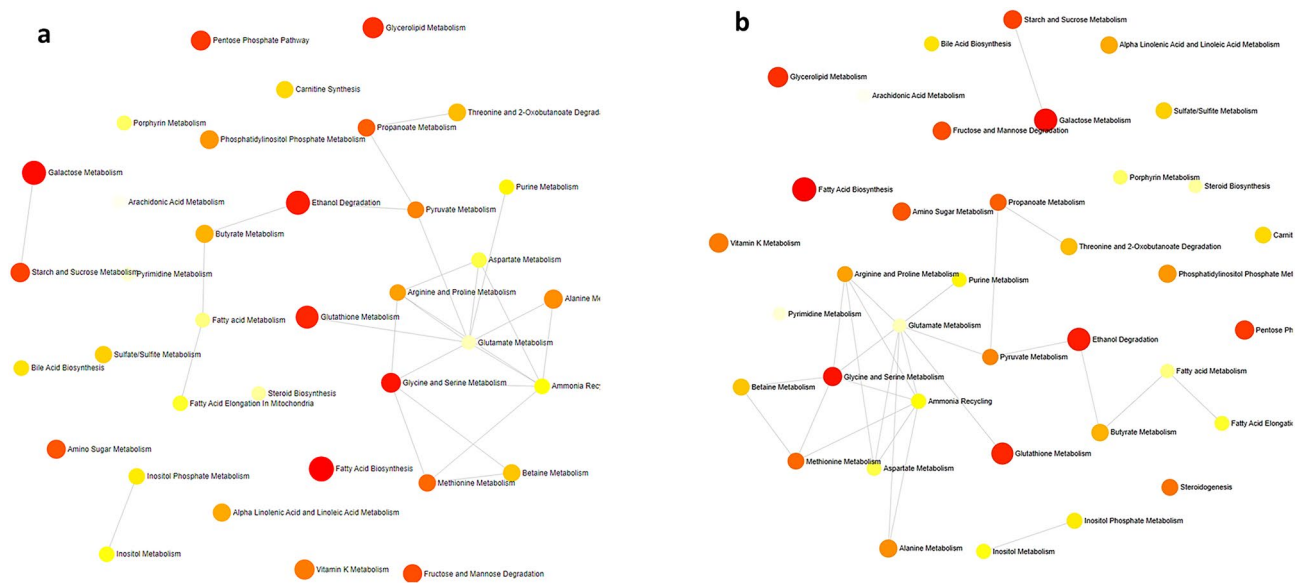 a
Glycerolipid Metabolism
Pentose Phosphate Pathway
Carnitine Synthesis
Threonine and 2-Oxobutanoate Degrad
Porphyrin Metabolism
Propanoate Metabolism
Phosphatidylinositol Phosphate Metabolism
Galactose Metabolism
Purine Metabolism
Arachidonic Acid Metabolism
Ethanol Degradation
Pyruvate Metabolism
Butyrate Metabolism
Aspartate Metabolism
Starch and Sucrose Metabolism
Pyrimidine Metabolism
Arginine and Proline Metabolism
Alanine Me
Glutathione Metabolism
Fatty acid Metabolism
Glutamate Metabolism
Sulfate/Sulfite Metabolism
Bile Acid Biosynthesis
Glycine and Serine Metabolism
Ammonia Recy
Steroid Biosynthesis
Fatty Acid Elongation In Mitochondria
Amino Sugar Metabolism
Fatty Acid Biosynthesis
Betaine Metabolism
Inositol Phosphate Metabolism
Methionine Metabolism
Alpha Linolenic Acid and Linoleic Acid Metabolism
Inositol Metabolism
Vitamin K Metabolism
Fructose and Mannose Degradation
b
Starch and Sucrose Metabolism
Bile Acid Biosynthesis
Alpha Linolenic Acid and Linoleic Acid Metabolism
Glycerolipid Metabolism
Arachidonic Acid Metabolism
Sulfate/Sulfite Metabolism
Galactose Metabolism
Fructose and Mannose Degradation
Porphyrin Metabolism
Steroid Biosynthesis
Fatty Acid Biosynthesis
Propanoate Metabolism
Amino Sugar Metabolism
Carnit
Vitamin K Metabolism
Threonine and 2-Oxobutanoate Degradation
Arginine and Proline Metabolism
Purine Metabolism
Phosphatidylinositol Phosphate Met
Pyrimidine Metabolism
Glutamate Metabolism
Pentose Ph
Ethanol Degradation
Pyruvate Metabolism
Fatty acid Metabolism
Glycine and Serine Metabolism
Betaine Metabolism
Ammonia Recycling
Fatty Acid Elongati
Butyrate Metabolism
Glutathione Metabolism
Methionine Metabolism
Aspartate Metabolism
Steroidogenesis
Inositol Phosphate Metabolism
Alanine Metabolism
Inositol Metabolism